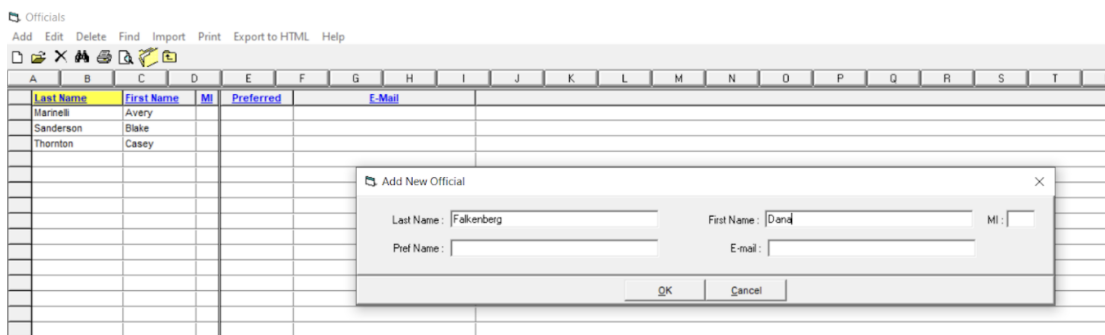 Officials
Add Edit Delete Find Import Print Export to HTML Help
A B C D E F G H I J K L M N O P Q R S T
Last Name First Name MI Preferred E-Mail
Marinelli Avery
Sanderson Blake
Thornton Casey
Add New Official
Last Name : Falkenberg First Name : Dana MI :
Pref Name : E-mail :
OK Cancel